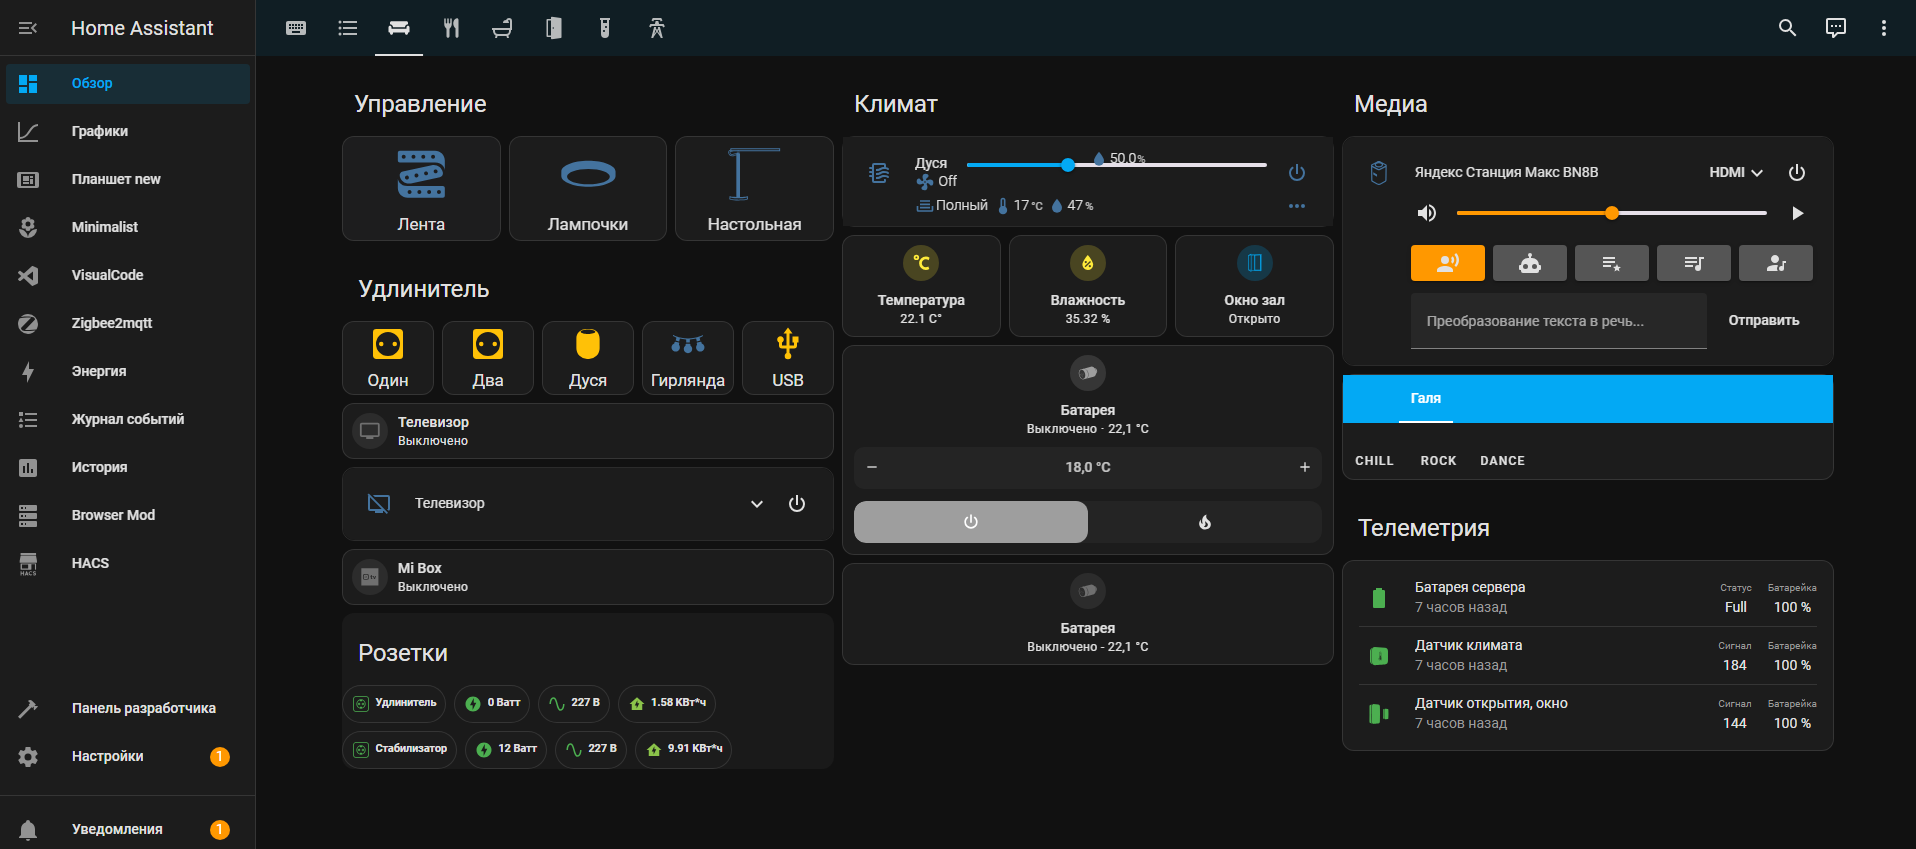 Home Assistant
Обзор
Графики
Планшет new
Minimalist
VisualCode
Zigbee2mqtt
Энергия
Журнал событий
История
Browser Mod
HACS
HACS
Панель разработчика
Настройки
1
Уведомления
1
Управление
Лента
Лампочки
Настольная
Удлинитель
Один
Два
Дуся
Гирлянда
USB
Телевизор
Выключено
Телевизор
tv
Mi Box
Выключено
Розетки
Удлинитель
0 Ватт
227 В
1.58 КВт*ч
Стабилизатор
12 Ватт
227 В
9.91 КВт*ч
Климат
Дуся
50.0%
Off
Полный
17°C
47%
°C
Температура
22.1 C°
%
Влажность
35.32 %
Окно зал
Открыто
Батарея
Выключено - 22,1 °C
− 18,0 °C +
Батарея
Выключено - 22,1 °C
Медиа
Яндекс Станция Макс BN8B
HDMI
Преобразование текста в речь...
Отправить
Галя
CHILL ROCK DANCE
Телеметрия
Батарея сервера
7 часов назад
Статус
Full
Батарейка
100 %
Датчик климата
7 часов назад
Сигнал
184
Батарейка
100 %
Датчик открытия, окно
7 часов назад
Сигнал
144
Батарейка
100 %